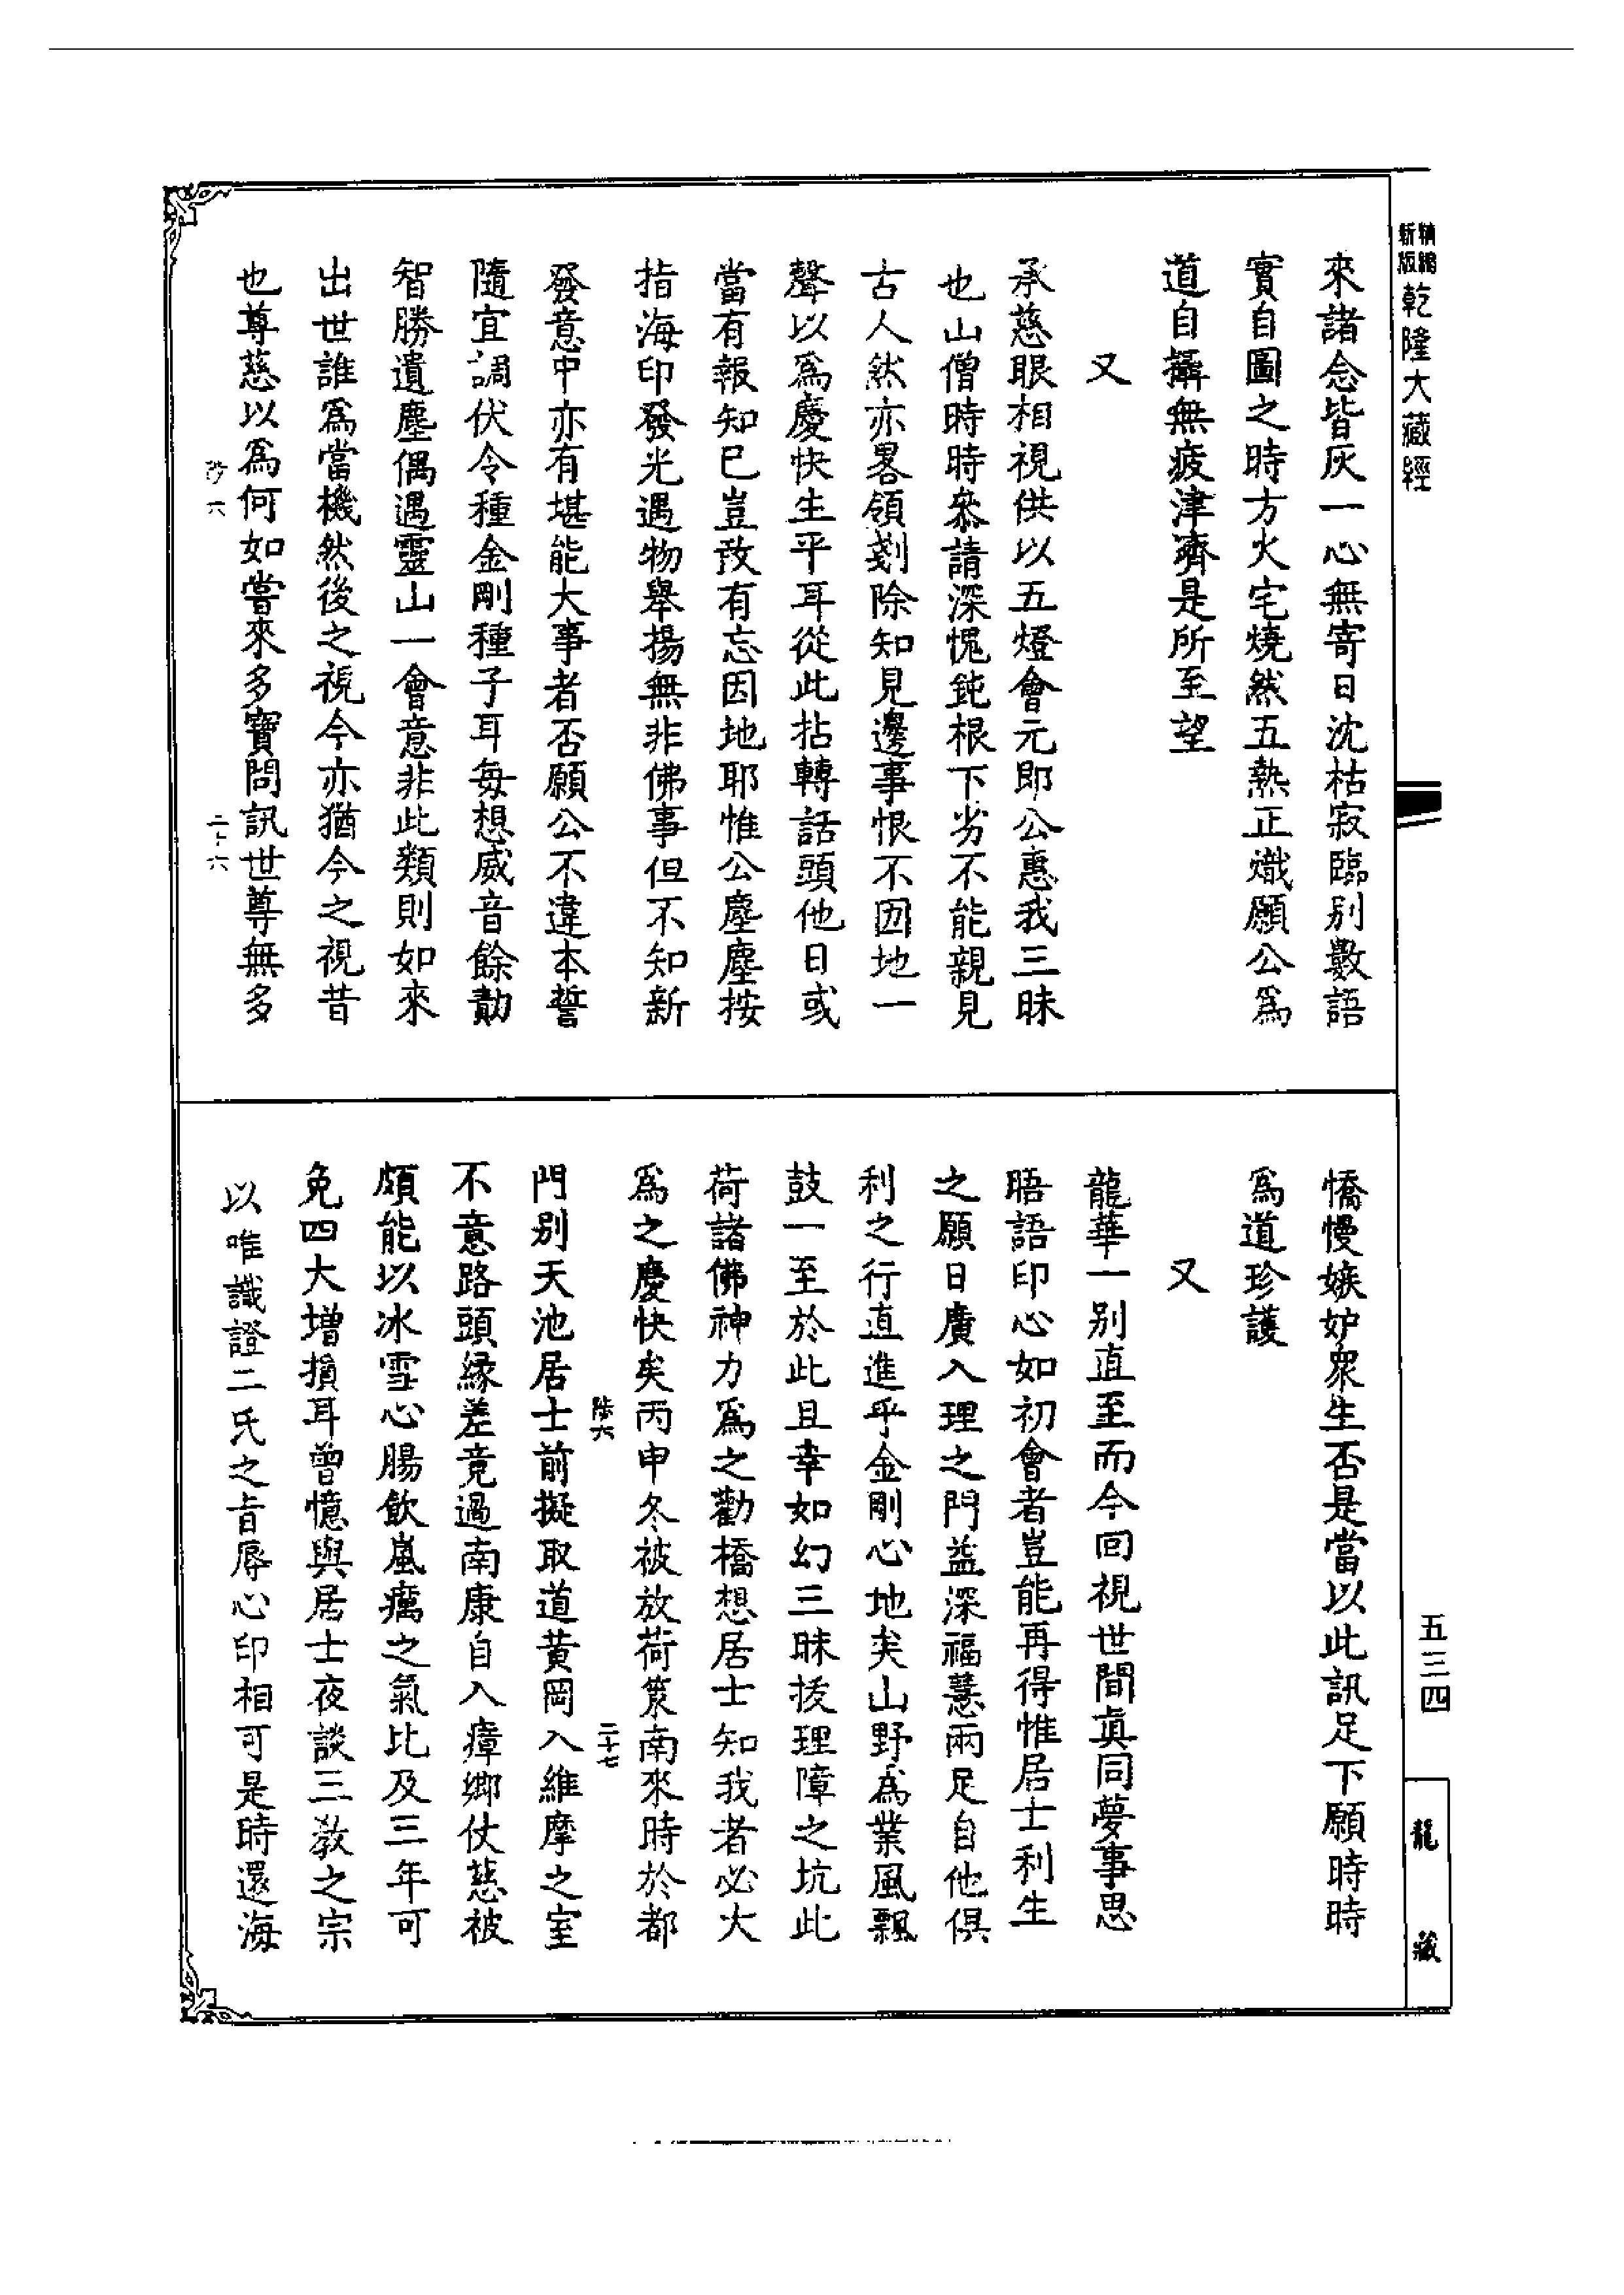 精縮
新版
乾隆大藏經
來諸念皆灰一心無寄日沈枯寂臨別數語
實自圖之時方火宅燒然五熱正熾願公爲
道自攝無疲津濟是所至望
又
承慈眼相視供以五燈會元即公惠我三昧
也山僧時時叅請深愧鈍根下劣不能親見
古人然亦畧領剗除知見邊事恨不㘞地一
聲以爲慶快生平耳從此拈轉話頭他日或
當有報知已豈敢有忘因地耶惟公塵塵按
指海印發光遇物舉揚無非佛事但不知新
發意中亦有堪能大事者否願公不違本誓
隨宜調伏令種金剛種子耳每想威音餘勣
智勝遺塵偶遇靈山一會意非此類則如來
出世誰爲當機然後之視今亦猶今之視昔
也尊慈以爲何如嘗來多寶問訊世尊無多
六
二十六
憍慢嫉妒衆生否是當以此訊足下願時時
爲道珍護
又
龍華一別直至而今回視世間眞同夢事思
晤語印心如初會者豈能再得惟居士利生
之願日廣入理之門益深福慧兩足自他俱
利之行直進乎金剛心地矣山野爲業風飄
鼓一至於此且幸如幻三昧拔理障之坑此
荷諸佛神力爲之勸橋想居士知我者必大
爲之慶快矣丙申冬被放荷䇿南來時於都
六
二十七
門別天池居士前擬取道黃岡入維摩之室
不意路頭緣差竟過南康自入瘴鄉仗慈被
頗能以冰雪心腸飲嵐癘之氣比及三年可
免四大增損耳曾憶與居士夜談三教之宗
以唯識證二氏之旨辱心印相可是時還海
五三四
龍藏